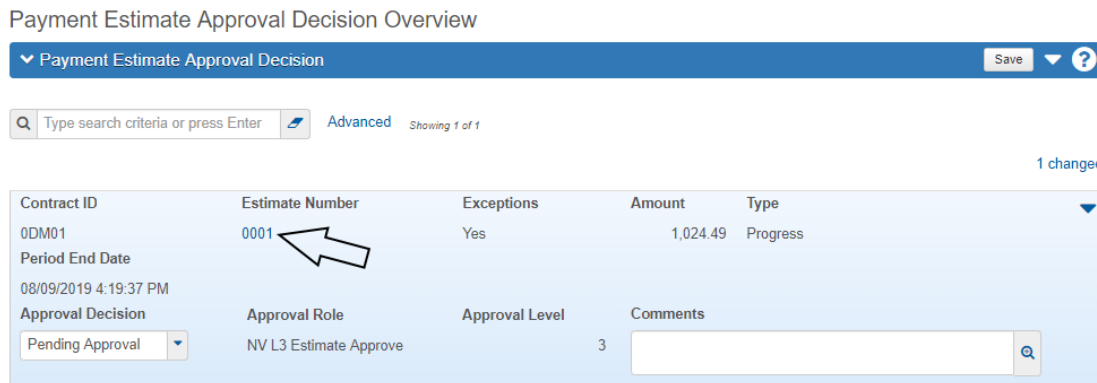 Payment Estimate Approval Decision Overview
Payment Estimate Approval Decision Save ?
Type search criteria or press Enter Advanced Showing 1 of 1
1 changed
Contract ID Estimate Number Exceptions Amount Type
0DM01 0001 Yes 1,024.49 Progress
Period End Date
08/09/2019 4:19:37 PM
Approval Decision Approval Role Approval Level Comments
Pending Approval NV L3 Estimate Approve 3